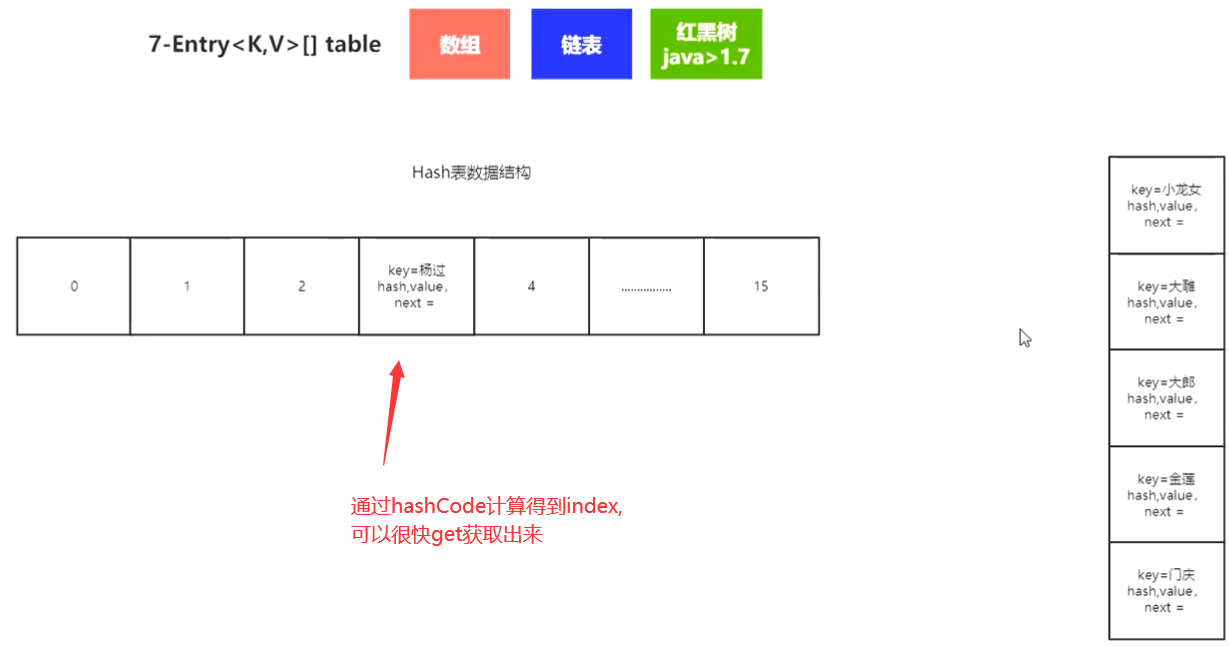 7-Entry<K,V>[] table
数组
链表
红黑树
java>1.7
Hash表数据结构
0
1
2
key=杨过
hash,value,
next =
4
................
15
通过hashCode计算得到index,
可以很快get获取出来
key=小龙女
hash,value,
next =
key=大雕
hash,value,
next =
key=大郎
hash,value,
next =
key=金莲
hash,value,
next =
key=门庆
hash,value,
next =